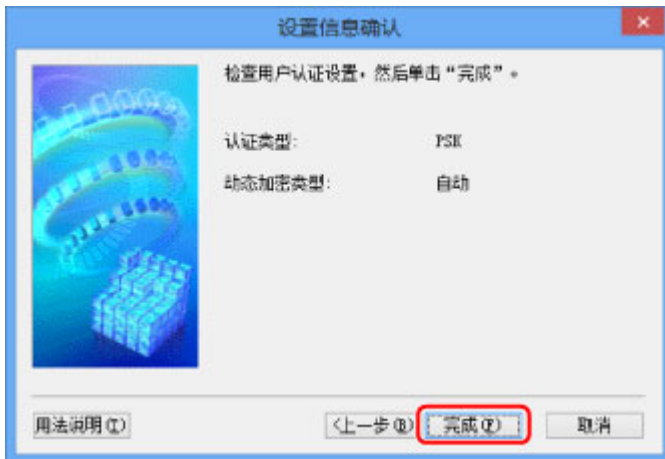 设置信息确认
检查用户认证设置，然后单击“完成”。
认证类型: PSK
动态加密类型: 自动
用法说明(I) <上一步(B) 完成(F) 取消